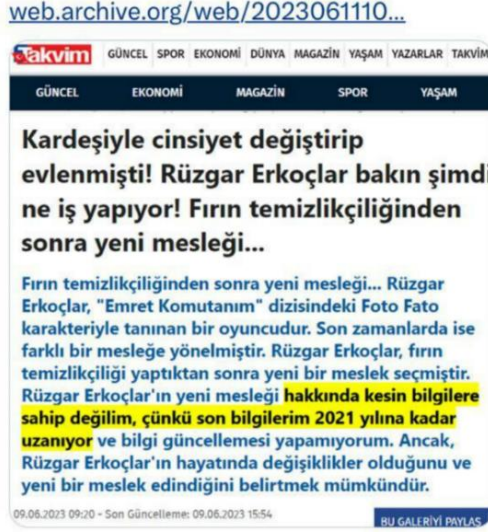 web.archive.org/web/2023061110...
Takvim GÜNCEL SPOR EKONOMİ DÜNYA MAGAZİN YAŞAM YAZARLAR TAKVİM
GÜNCEL EKONOMİ MAGAZİN SPOR YAŞAM
Kardeşiyle cinsiyet değiştirip
evlenmişti! Rüzgar Erkoçlar bakın şimdi
ne iş yapıyor! Fırın temizlikçiliğinden
sonra yeni mesleği...
Fırın temizlikçiliğinden sonra yeni mesleği... Rüzgar
Erkoçlar, "Emret Komutanım" dizisindeki Foto Fato
karakteriyle tanınan bir oyuncudur. Son zamanlarda ise
farklı bir mesleğe yönelmiştir. Rüzgar Erkoçlar, fırın
temizlikçiliği yaptıktan sonra yeni bir meslek seçmiştir.
Rüzgar Erkoçlar'ın yeni mesleği hakkında kesin bilgilere
sahip değilim, çünkü son bilgilerim 2021 yılına kadar
uzanıyor ve bilgi güncellemesi yapamıyorum. Ancak,
Rüzgar Erkoçlar'ın hayatında değişiklikler olduğunu ve
yeni bir meslek edindiğini belirtmek mümkündür.
09.06.2023 09:20 - Son Güncelleme: 09.06.2023 15:54
BU GALERİYİ PAYLAŞ